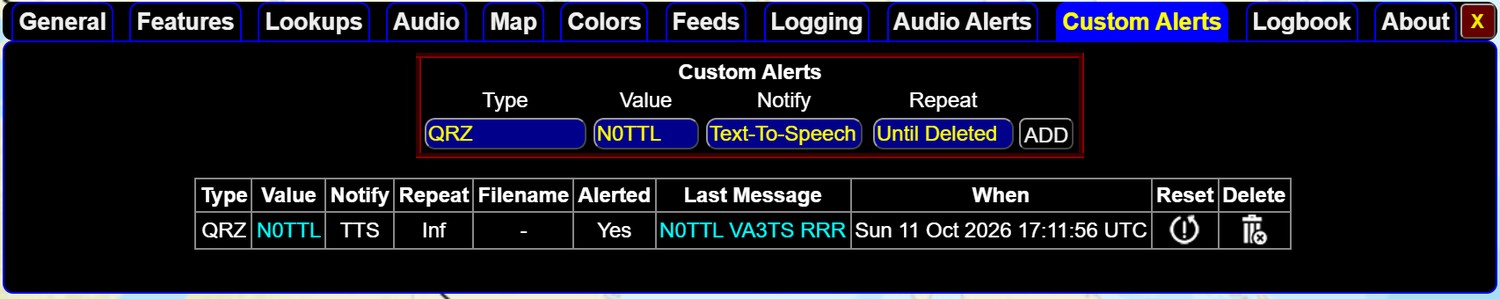 General Features Lookups Audio Map Colors Feeds Logging Audio Alerts Custom Alerts Logbook About X
Custom Alerts
Type Value Notify Repeat
QRZ N0TTL Text-To-Speech Until Deleted ADD
Type Value Notify Repeat Filename Alerted Last Message When Reset Delete
QRZ N0TTL TTS Inf - Yes N0TTL VA3TS RRR Sun 11 Oct 2026 17:11:56 UTC